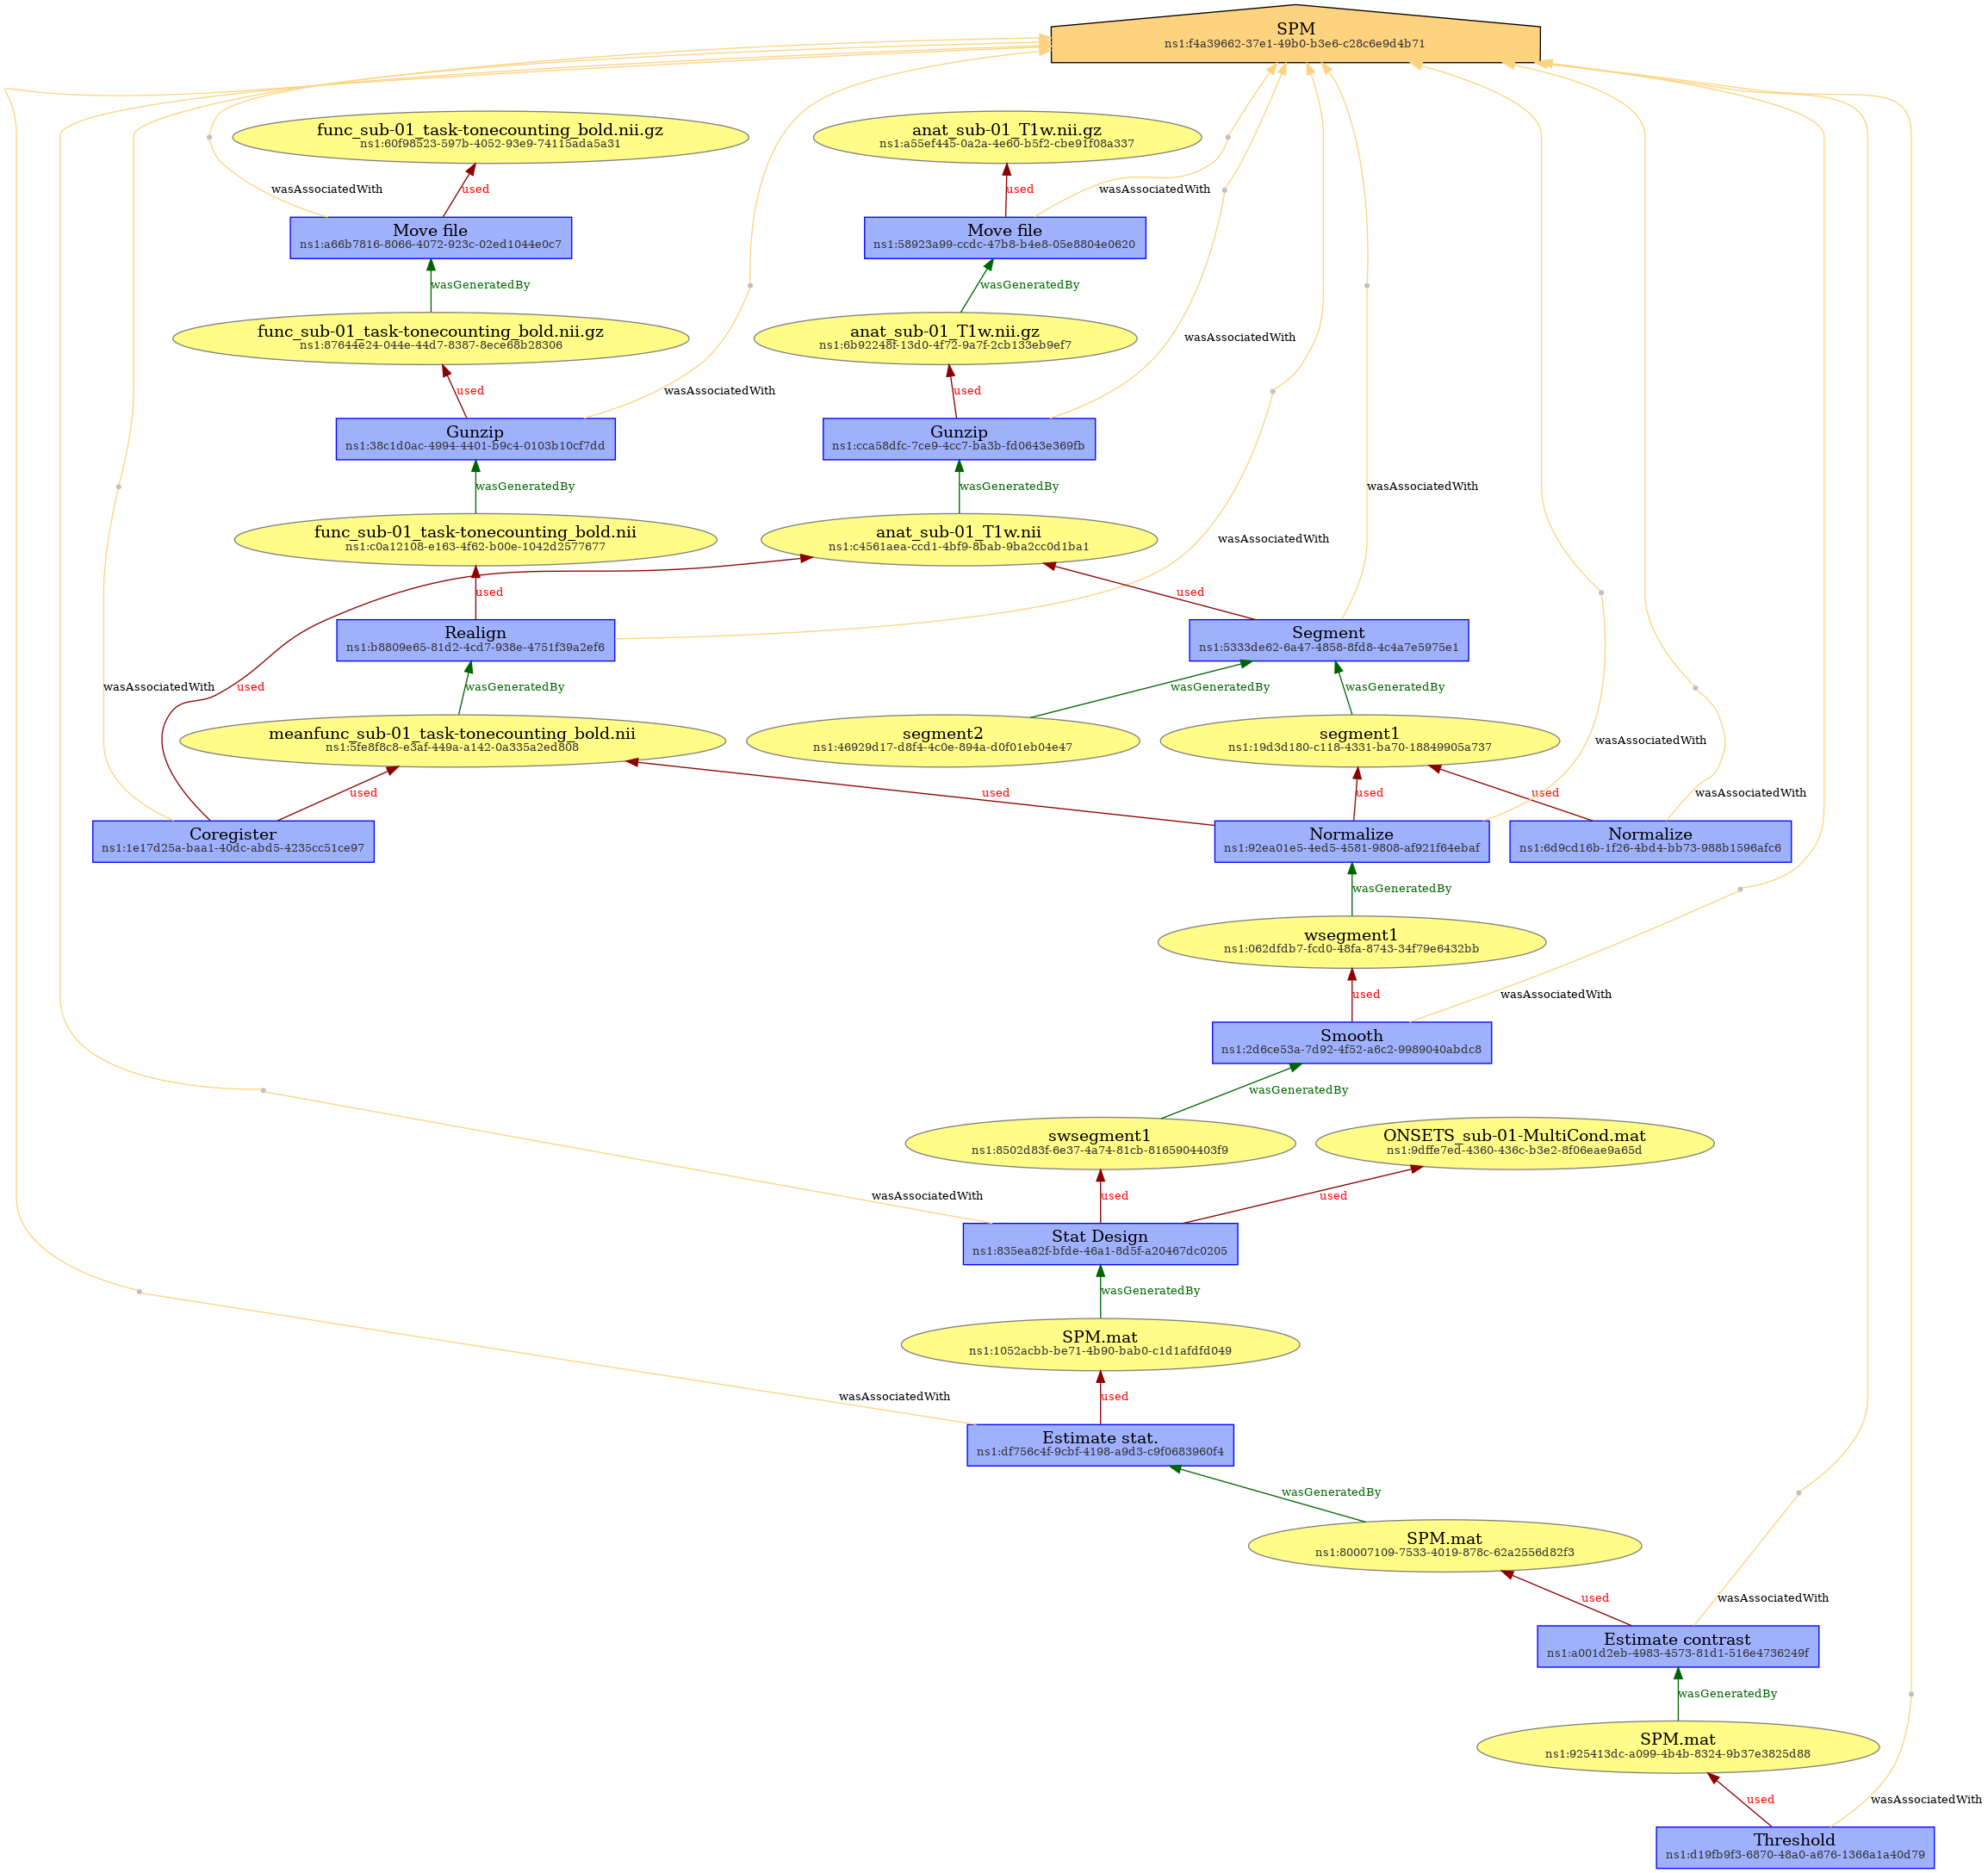 SPM
ns1:f4a39662-37e1-49b0-b3e6-c28c6e9d4b71
func_sub-01_task-tonecounting_bold.nii.gz
ns1:60f98523-597b-4052-93e9-74115ada5a31
anat_sub-01_T1w.nii.gz
ns1:a55ef445-0a2a-4e60-b5f2-cbe91f08a337
wasAssociatedWith
used
used
wasAssociatedWith
Move file
ns1:a66b7816-8066-4072-923c-02ed1044e0c7
Move file
ns1:58923a99-ccdc-47b8-b4e8-05e8804e0620
wasGeneratedBy
wasGeneratedBy
func_sub-01_task-tonecounting_bold.nii.gz
ns1:87644e24-044e-44d7-8387-8ece68b28306
anat_sub-01_T1w.nii.gz
ns1:6b92248f-13d0-4f72-9a7f-2cb133eb9ef7
wasAssociatedWith
used
wasAssociatedWith
used
Gunzip
ns1:38c1d0ac-4994-4401-b9c4-0103b10cf7dd
Gunzip
ns1:cca58dfc-7ce9-4cc7-ba3b-fd0643e369fb
wasGeneratedBy
wasGeneratedBy
wasAssociatedWith
func_sub-01_task-tonecounting_bold.nii
ns1:c0a12108-e163-4f62-b00e-1042d2577677
anat_sub-01_T1w.nii
ns1:c4561aea-ccd1-4bf9-8bab-9ba2cc0d1ba1
wasAssociatedWith
used
used
Realign
ns1:b8809e65-81d2-4cd7-938e-4751f39a2ef6
Segment
ns1:5333de62-6a47-4858-8fd8-4c4a7e5975e1
wasAssociatedWith
used
wasGeneratedBy
wasGeneratedBy
wasGeneratedBy
meanfunc_sub-01_task-tonecounting_bold.nii
ns1:5fe8f8c8-e3af-449a-a142-0a335a2ed808
segment2
ns1:46929d17-d8f4-4c0e-894a-d0f01eb04e47
segment1
ns1:19d3d180-c118-4331-ba70-18849905a737
wasAssociatedWith
used
used
used
used
wasAssociatedWith
Coregister
ns1:1e17d25a-baa1-40dc-abd5-4235cc51ce97
Normalize
ns1:92ea01e5-4ed5-4581-9808-af921f64ebaf
Normalize
ns1:6d9cd16b-1f26-4bd4-bb73-988b1596afc6
wasGeneratedBy
wsegment1
ns1:062dfdb7-fcd0-48fa-8743-34f79e6432bb
used
wasAssociatedWith
Smooth
ns1:2d6ce53a-7d92-4f52-a6c2-9989040abdc8
wasGeneratedBy
swsegment1
ns1:8502d83f-6e37-4a74-81cb-8165904403f9
ONSETS_sub-01-MultiCond.mat
ns1:9dffe7ed-4360-436c-b3e2-8f06eae9a65d
wasAssociatedWith
used
used
Stat Design
ns1:835ea82f-bfde-46a1-8d5f-a20467dc0205
wasGeneratedBy
SPM.mat
ns1:1052acbb-be71-4b90-bab0-c1d1afdfd049
wasAssociatedWith
used
Estimate stat.
ns1:df756c4f-9cbf-4198-a9d3-c9f0683960f4
wasGeneratedBy
SPM.mat
ns1:80007109-7533-4019-878c-62a2556d82f3
used
wasAssociatedWith
Estimate contrast
ns1:a001d2eb-4983-4573-81d1-516e4736249f
wasGeneratedBy
SPM.mat
ns1:925413dc-a099-4b4b-8324-9b37e3825d88
used
wasAssociatedWith
Threshold
ns1:d19fb9f3-6870-48a0-a676-1366a1a40d79